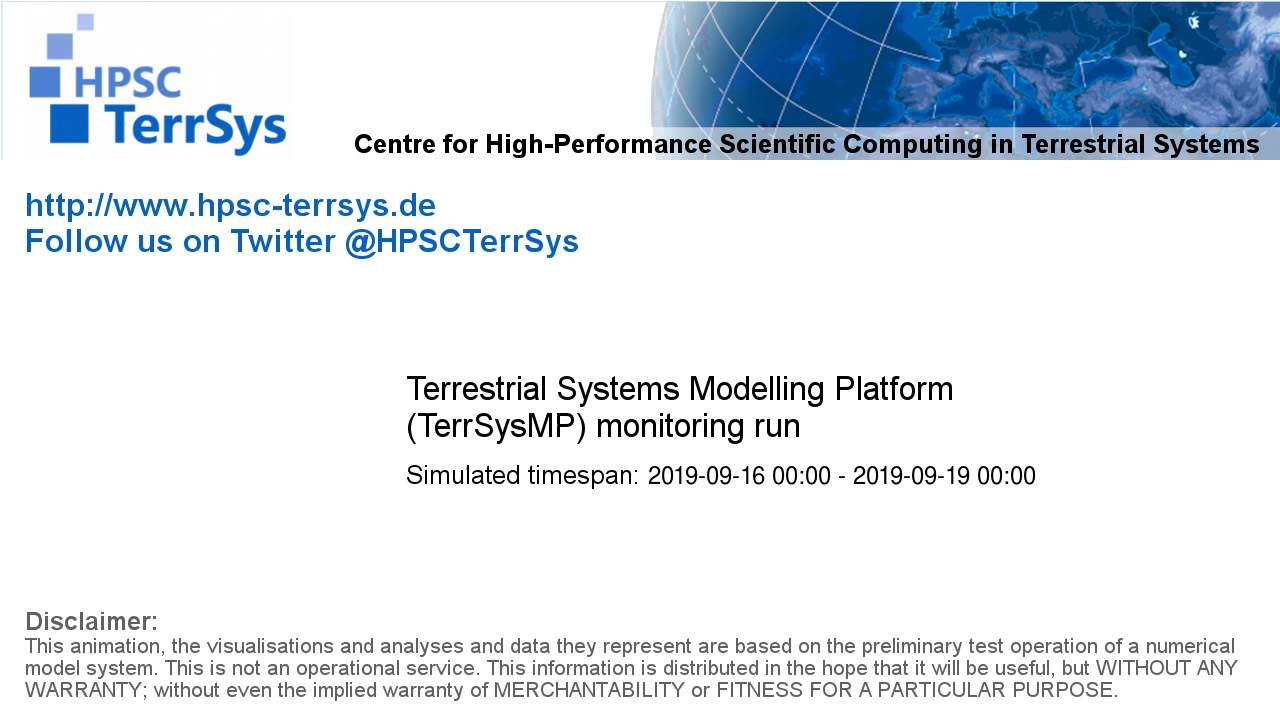 HPSC
TerrSys
Centre for High-Performance Scientific Computing in Terrestrial Systems
http://www.hpsc-terrsys.de
Follow us on Twitter @HPSCTerrSys
Terrestrial Systems Modelling Platform
(TerrSysMP) monitoring run
Simulated timespan: 2019-09-16 00:00 - 2019-09-19 00:00
Disclaimer:
This animation, the visualisations and analyses and data they represent are based on the preliminary test operation of a numerical
model system. This is not an operational service. This information is distributed in the hope that it will be useful, but WITHOUT ANY
WARRANTY; without even the implied warranty of MERCHANTABILITY or FITNESS FOR A PARTICULAR PURPOSE.